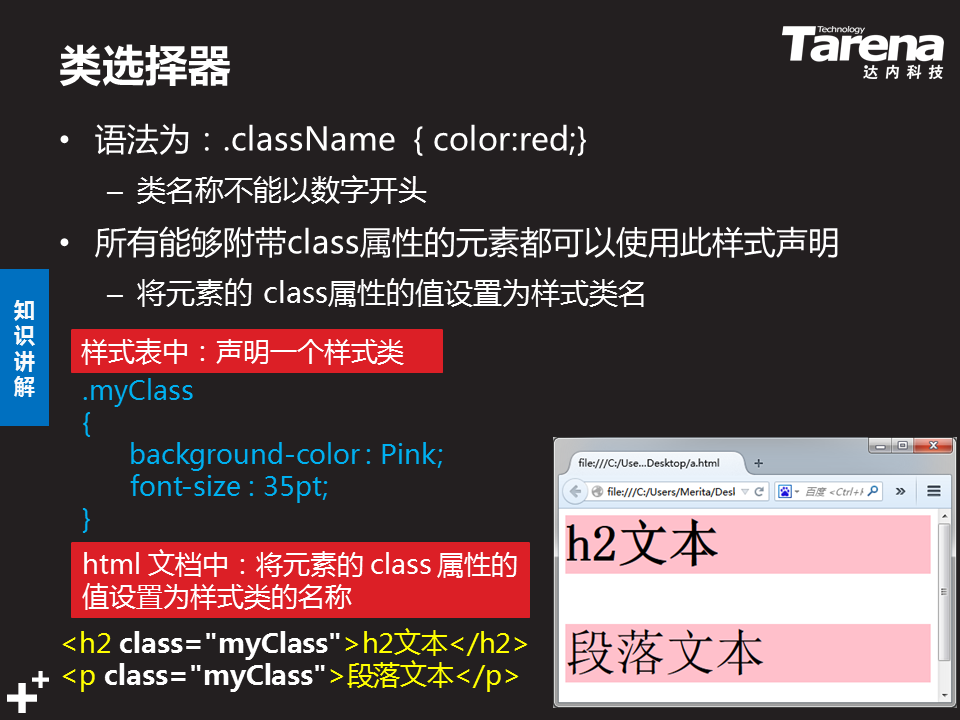 类选择器
Technology
Tarena
达内科技
• 语法为：.className { color:red;}
– 类名称不能以数字开头
• 所有能够附带class属性的元素都可以使用此样式声明
– 将元素的 class属性的值设置为样式类名
知识讲解
样式表中：声明一个样式类
.myClass
{
background-color : Pink;
font-size : 35pt;
}
html 文档中：将元素的 class 属性的
值设置为样式类的名称
<h2 class="myClass">h2文本</h2>
<p class="myClass">段落文本</p>
file:///C:/Use...Desktop/a.html
file:///C:/Users/Merita/Desl
百度 <Ctrl+
h2文本
段落文本